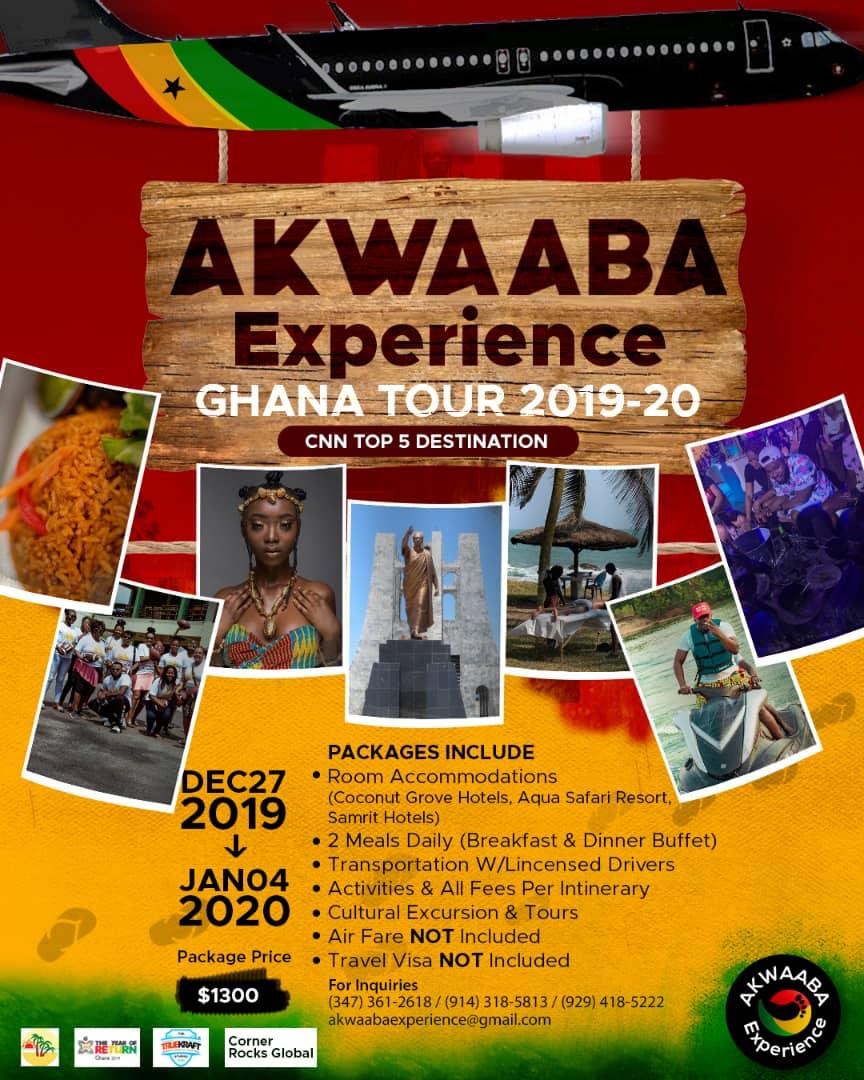 AKWAABA
Experience
GHANA TOUR 2019-20
CNN TOP 5 DESTINATION
DEC27
2019
JAN04
2020
Package Price
$1300
PACKAGES INCLUDE
• Room Accommodations
(Coconut Grove Hotels, Aqua Safari Resort,
Samrit Hotels)
• 2 Meals Daily (Breakfast & Dinner Buffet)
• Transportation W/Lincensed Drivers
• Activities & All Fees Per Intinerary
• Cultural Excursion & Tours
• Air Fare NOT Included
• Travel Visa NOT Included
For Inquiries
(347) 361-2618 / (914) 318-5813 / (929) 418-5222
akwaabaexperience@gmail.com
THE YEAR OF
RETURN
Ghana 2019
TRUEKRAFT
Corner
Rocks Global
AKWAABA
Experience